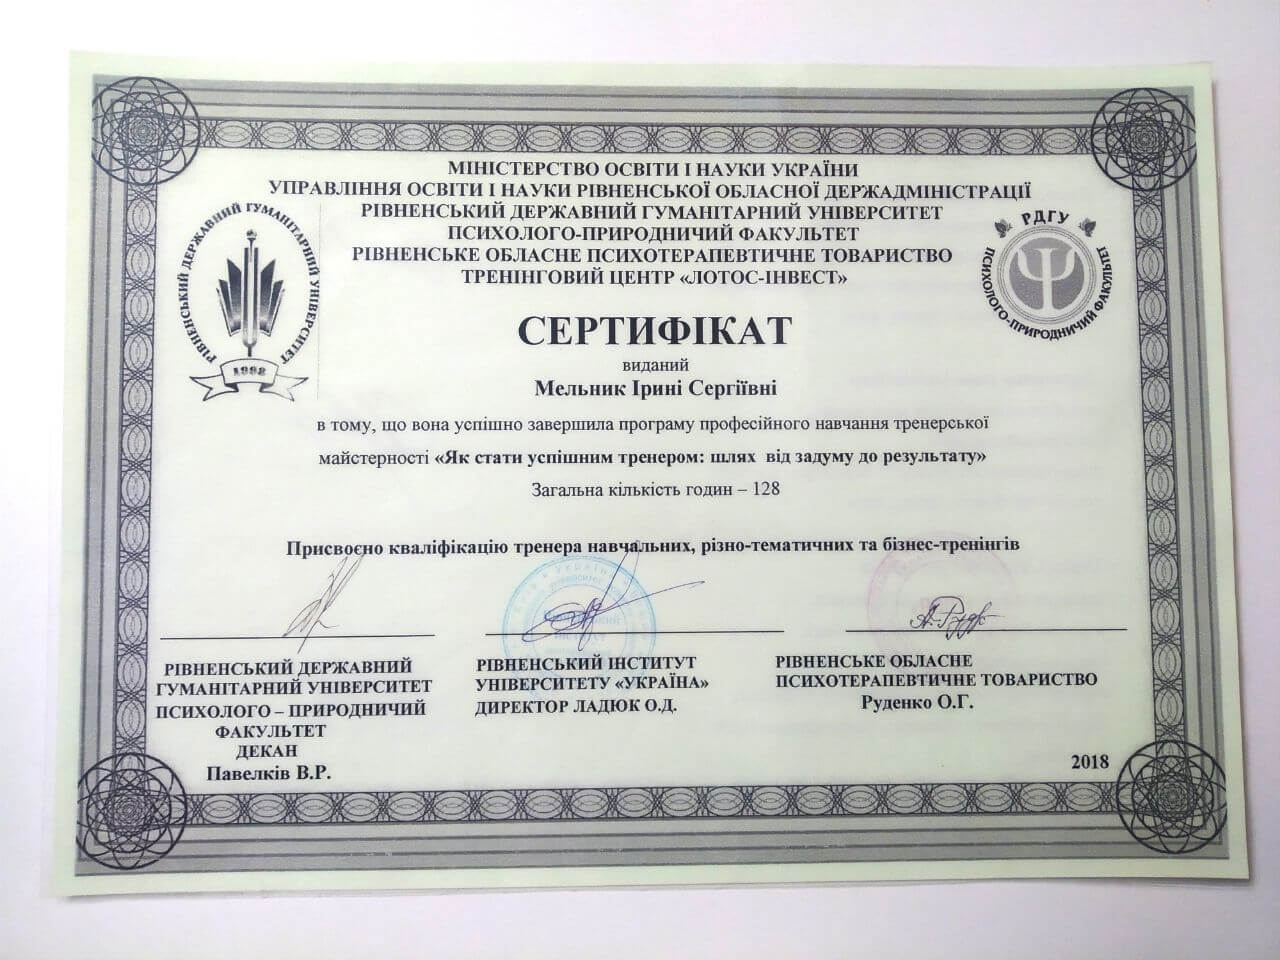 МІНІСТЕРСТВО ОСВІТИ І НАУКИ УКРАЇНИ
УПРАВЛІННЯ ОСВІТИ І НАУКИ РІВНЕНСЬКОЇ ОБЛАСНОЇ ДЕРЖАДМІНІСТРАЦІЇ
РІВНЕНСЬКИЙ ДЕРЖАВНИЙ ГУМАНІТАРНИЙ УНІВЕРСИТЕТ
ПСИХОЛОГО-ПРИРОДНИЧИЙ ФАКУЛЬТЕТ
РІВНЕНСЬКЕ ОБЛАСНЕ ПСИХОТЕРАПЕВТИЧНЕ ТОВАРИСТВО
ТРЕНІНГОВИЙ ЦЕНТР «ЛОТОС-ІНВЕСТ»
РІВНЕНСЬКИЙ ДЕРЖАВНИЙ ГУМАНІТАРНИЙ УНІВЕРСИТЕТ
1998
РДГУ
ПСИХОЛОГО-ПРИРОДНИЧИЙ ФАКУЛЬТЕТ
СЕРТИФІКАТ
виданий
Мельник Ірині Сергіївні
в тому, що вона успішно завершила програму професійного навчання тренерської
майстерності «Як стати успішним тренером: шлях від задуму до результату»
Загальна кількість годин – 128
Присвоєно кваліфікацію тренера навчальних, різно-тематичних та бізнес-тренінгів
РІВНЕНСЬКИЙ ДЕРЖАВНИЙ
ГУМАНІТАРНИЙ УНІВЕРСИТЕТ
ПСИХОЛОГО – ПРИРОДНИЧИЙ
ФАКУЛЬТЕТ
ДЕКАН
Павелків В.Р.
РІВНЕНСЬКИЙ ІНСТИТУТ
УНІВЕРСИТЕТУ «УКРАЇНА»
ДИРЕКТОР ЛАДЮК О.Д.
РІВНЕНСЬКЕ ОБЛАСНЕ
ПСИХОТЕРАПЕВТИЧНЕ ТОВАРИСТВО
Руденко О.Г.
2018